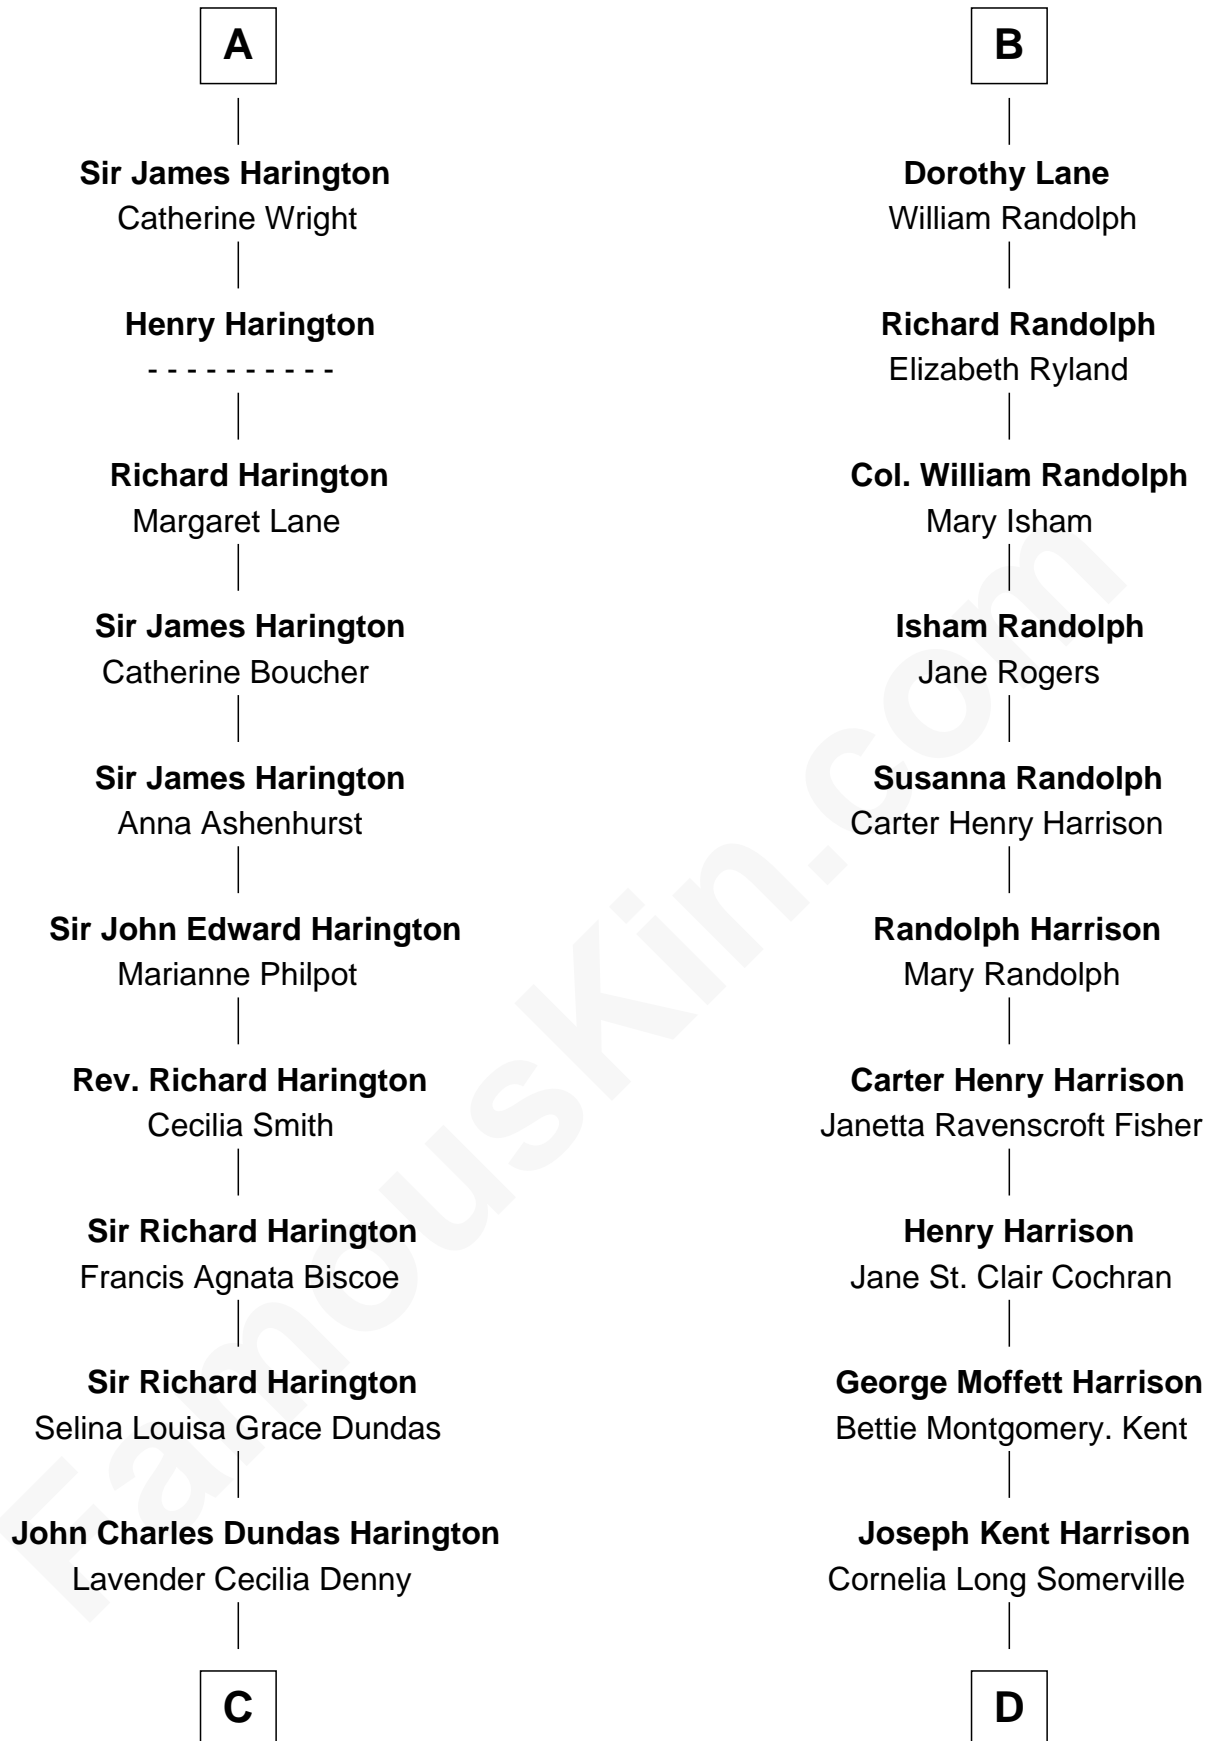 A
Sir James Harington
Catherine Wright
Henry Harington
- - - - - - - - - -
Richard Harington
Margaret Lane
Sir James Harington
Catherine Boucher
Sir James Harington
Anna Ashenhurst
Sir John Edward Harington
Marianne Philpot
Rev. Richard Harington
Cecilia Smith
Sir Richard Harington
Francis Agnata Biscoe
Sir Richard Harington
Selina Louisa Grace Dundas
John Charles Dundas Harington
Lavender Cecilia Denny
C
B
Dorothy Lane
William Randolph
Richard Randolph
Elizabeth Ryland
Col. William Randolph
Mary Isham
Isham Randolph
Jane Rogers
Susanna Randolph
Carter Henry Harrison
Randolph Harrison
Mary Randolph
Carter Henry Harrison
Janetta Ravenscroft Fisher
Henry Harrison
Jane St. Clair Cochran
George Moffett Harrison
Bettie Montgomery. Kent
Joseph Kent Harrison
Cornelia Long Somerville
D
FamousKin.com